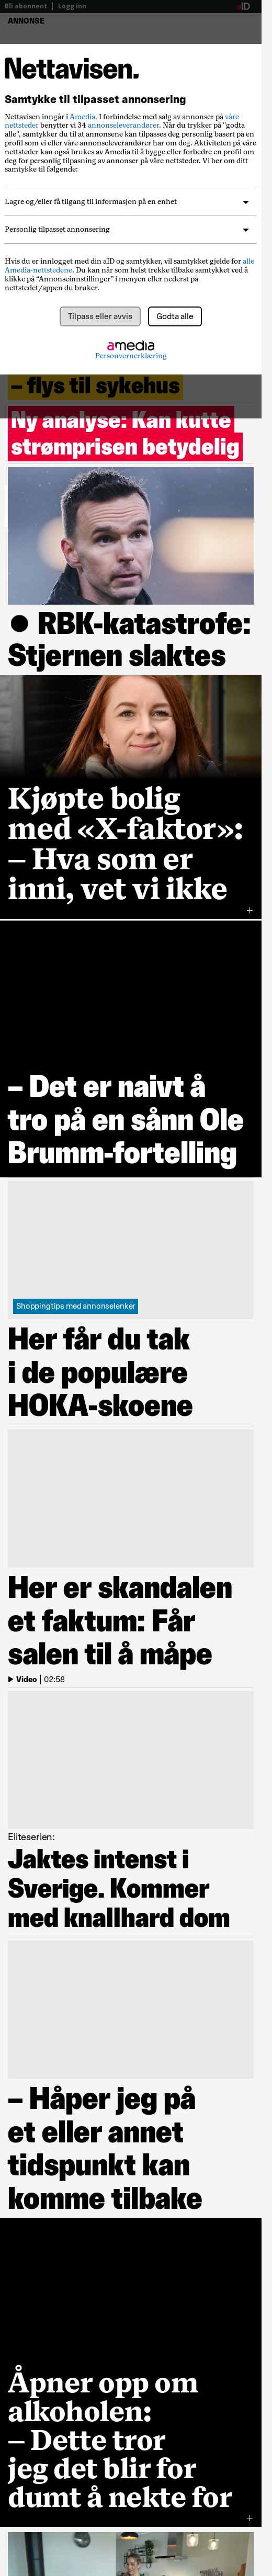 Bli abonnent | Logg inn
aID
ANNONSE
Nettavisen.
Samtykke til tilpasset annonsering
Nettavisen inngår i Amedia. I forbindelse med salg av annonser på våre
nettsteder benytter vi 34 annonseleverandører. Når du trykker på "godta
alle", samtykker du til at annonsene kan tilpasses deg personlig basert på en
profil som vi eller våre annonseleverandører har om deg. Aktiviteten på våre
nettsteder kan også brukes av Amedia til å bygge eller forbedre en profil om
deg for personlig tilpasning av annonser på våre nettsteder. Vi ber om ditt
samtykke til følgende:
Lagre og/eller få tilgang til informasjon på en enhet
Personlig tilpasset annonsering
Hvis du er innlogget med din aID og samtykker, vil samtykket gjelde for alle
Amedia-nettstedene. Du kan når som helst trekke tilbake samtykket ved å
klikke på “Annonseinnstillinger” i menyen eller nederst på
nettstedet/appen du bruker.
Tilpass eller avvis
Godta alle
amedia
Personvernerklæring
– flys til sykehus
Ny analyse: Kan kutte
strømprisen betydelig
● RBK-katastrofe:
Stjernen slaktes
Kjøpte bolig
med «X-faktor»:
– Hva som er
inni, vet vi ikke
+
– Det er naivt å
tro på en sånn Ole
Brumm-fortelling
Shoppingtips med annonselenker
Her får du tak
i de populære
HOKA-skoene
Her er skandalen
et faktum: Får
salen til å måpe
Video | 02:58
Eliteserien:
Jaktes intenst i
Sverige. Kommer
med knallhard dom
– Håper jeg på
et eller annet
tidspunkt kan
komme tilbake
Åpner opp om
alkoholen:
– Dette tror
jeg det blir for
dumt å nekte for
+